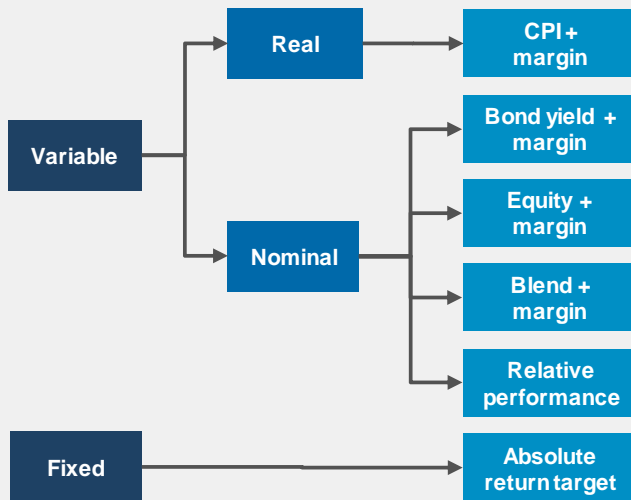 Real
CPI +
margin
Variable
Bond yield +
margin
Equity +
margin
Nominal
Blend +
margin
Relative
performance
Fixed
Absolute
return target